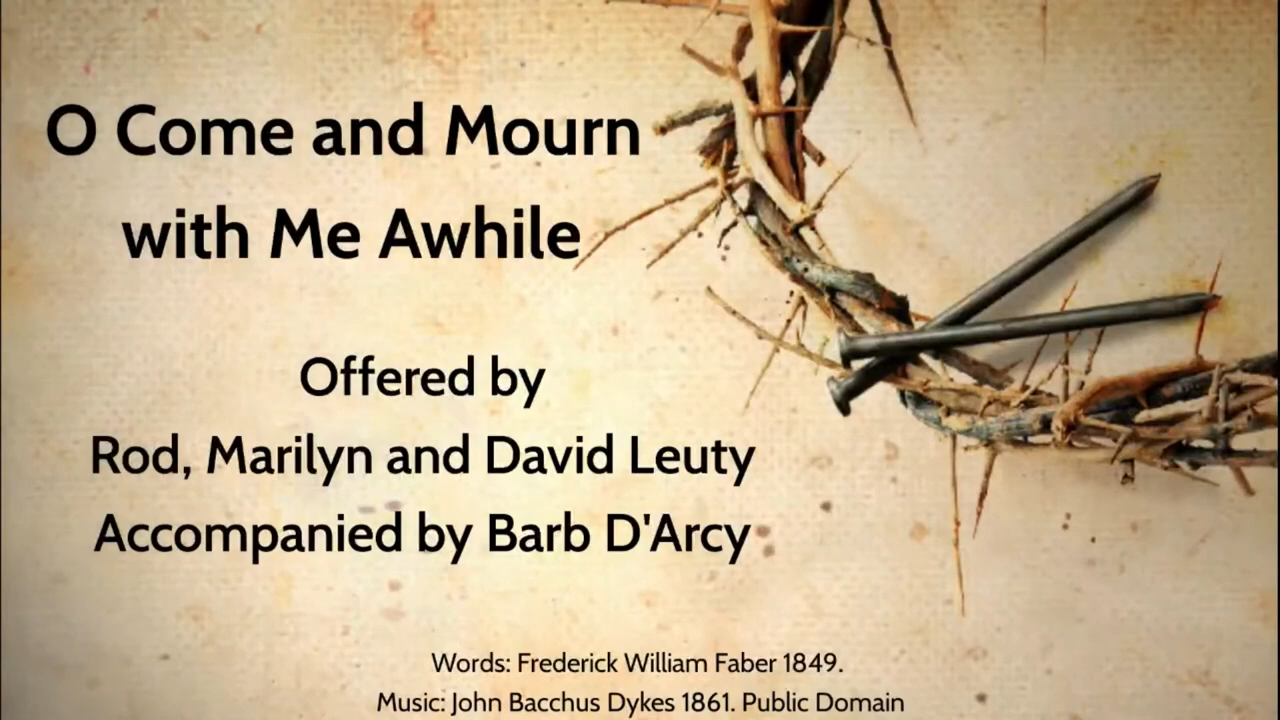 O Come and Mourn
with Me Awhile
Offered by
Rod, Marilyn and David Leuty
Accompanied by Barb D'Arcy
Words: Frederick William Faber 1849.
Music: John Bacchus Dykes 1861. Public Domain